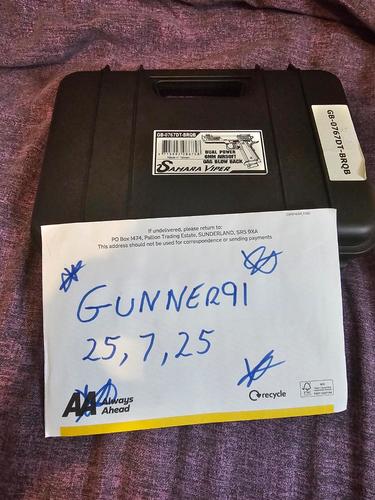 GB-0767DT-BRQB
DUAL POWER
6MM AIRSOFT
GAS BLOW BACK
SAHARA VIPER
GB-0767DT-BRQB
If undelivered, please return to:
PO Box 1474, Pallion Trading Estate, SUNDERLAND, SR5 9XA
This address should not be used for correspondence or sending payments
GUNNER91
25,7,25
AA Always
Ahead
recycle